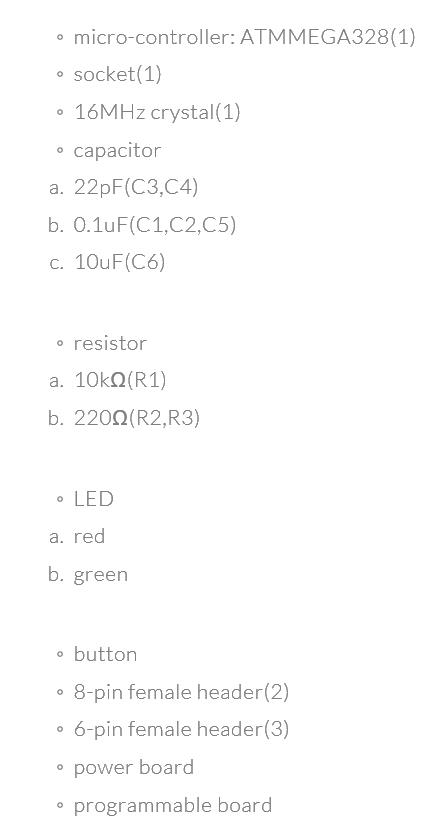 ◦ micro-controller: ATMMEGA328(1)
◦ socket(1)
◦ 16MHz crystal(1)
◦ capacitor
a. 22pF(C3,C4)
b. 0.1uF(C1,C2,C5)
c. 10uF(C6)
◦ resistor
a. 10kΩ(R1)
b. 220Ω(R2,R3)
◦ LED
a. red
b. green
◦ button
◦ 8-pin female header(2)
◦ 6-pin female header(3)
◦ power board
◦ programmable board